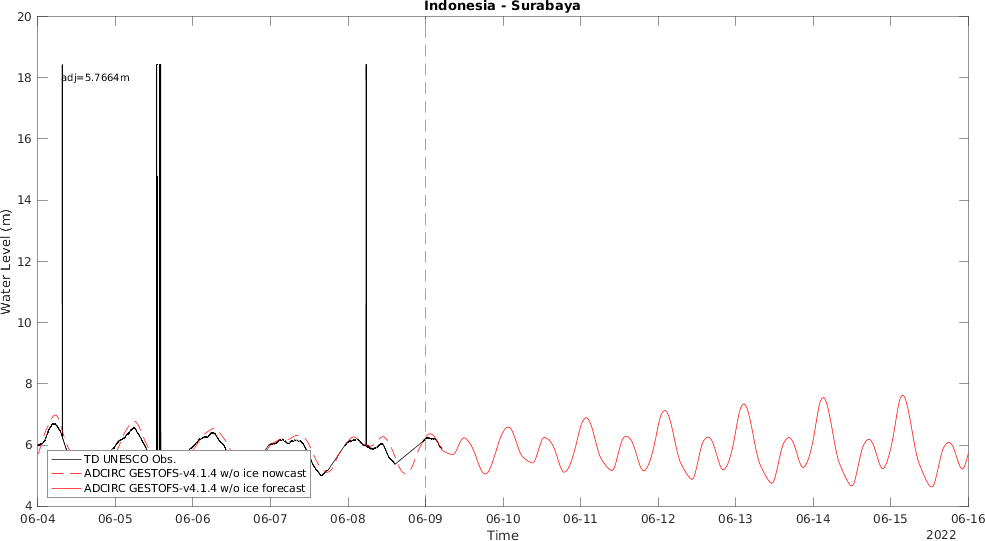 Indonesia - Surabaya
20
18
16
14
12
10
8
6
4
Water Level (m)
adj=5.7664m
TD UNESCO Obs.
ADCIRC GESTOFS-v4.1.4 w/o ice nowcast
ADCIRC GESTOFS-v4.1.4 w/o ice forecast
06-04 06-05 06-06 06-07 06-08 06-09 06-10 06-11 06-12 06-13 06-14 06-15 06-16
Time
2022